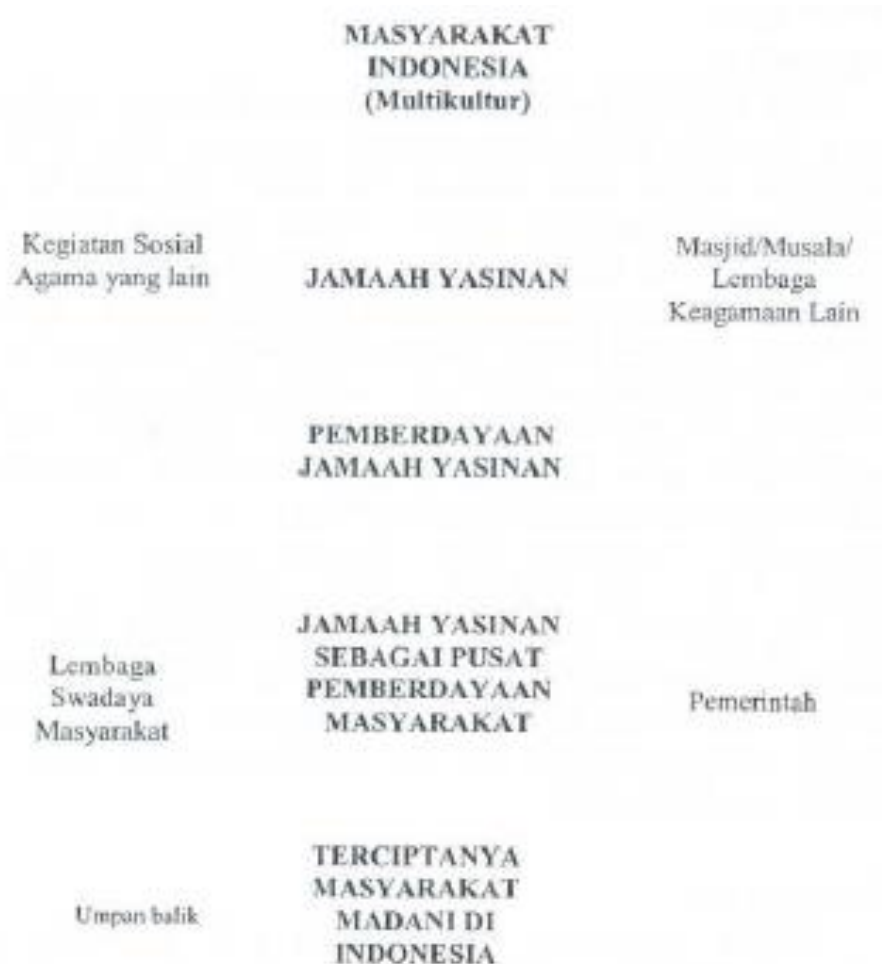 MASYARAKAT
INDONESIA
(Multikultur)
Kegiatan Sosial
Agama yang lain
JAMAAH YASINAN
Masjid/Musala/
Lembaga
Keagamaan Lain
PEMBERDAYAAN
JAMAAH YASINAN
Lembaga
Swadaya
Masyarakat
JAMAAH YASINAN
SEBAGAI PUSAT
PEMBERDAYAAN
MASYARAKAT
Pemerintah
Umpan balik
TERCIPTANYA
MASYARAKAT
MADANI DI
INDONESIA